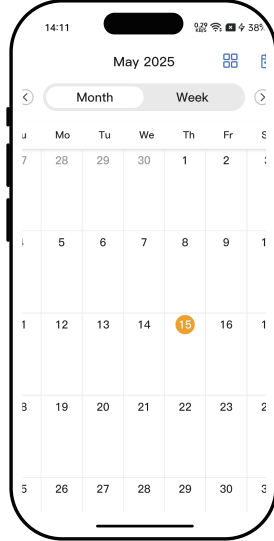 14:11 0.29 KB/S 38%
May 2025
Month Week
Mo Tu We Th Fr
28 29 30 1 2
5 6 7 8 9
12 13 14 15 16
19 20 21 22 23
26 27 28 29 30